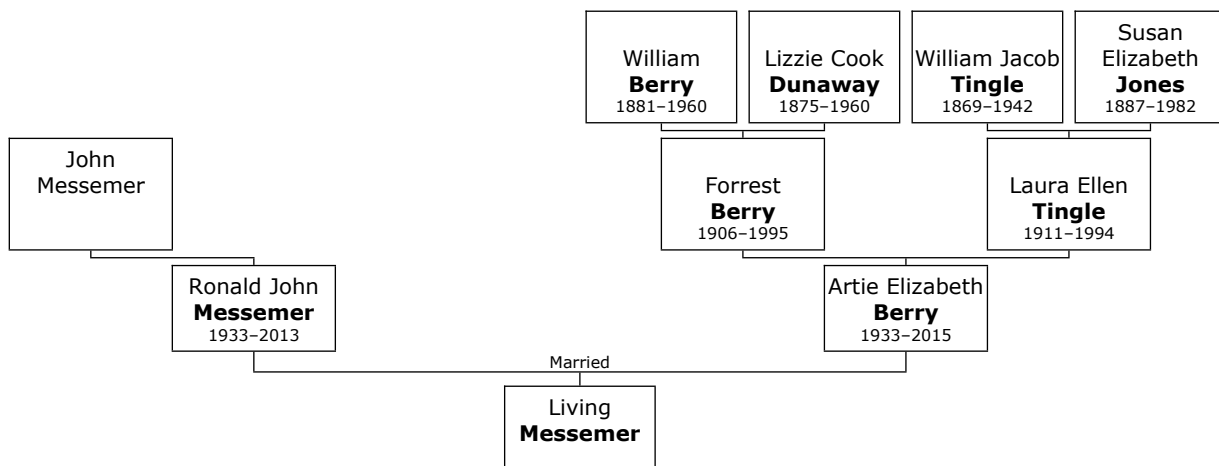 William
Berry
1881–1960
Lizzie Cook
Dunaway
1875–1960
William Jacob
Tingle
1869–1942
Susan
Elizabeth
Jones
1887–1982
John
Messemer
Forrest
Berry
1906–1995
Laura Ellen
Tingle
1911–1994
Ronald John
Messemer
1933–2013
Artie Elizabeth
Berry
1933–2015
Married
Living
Messemer